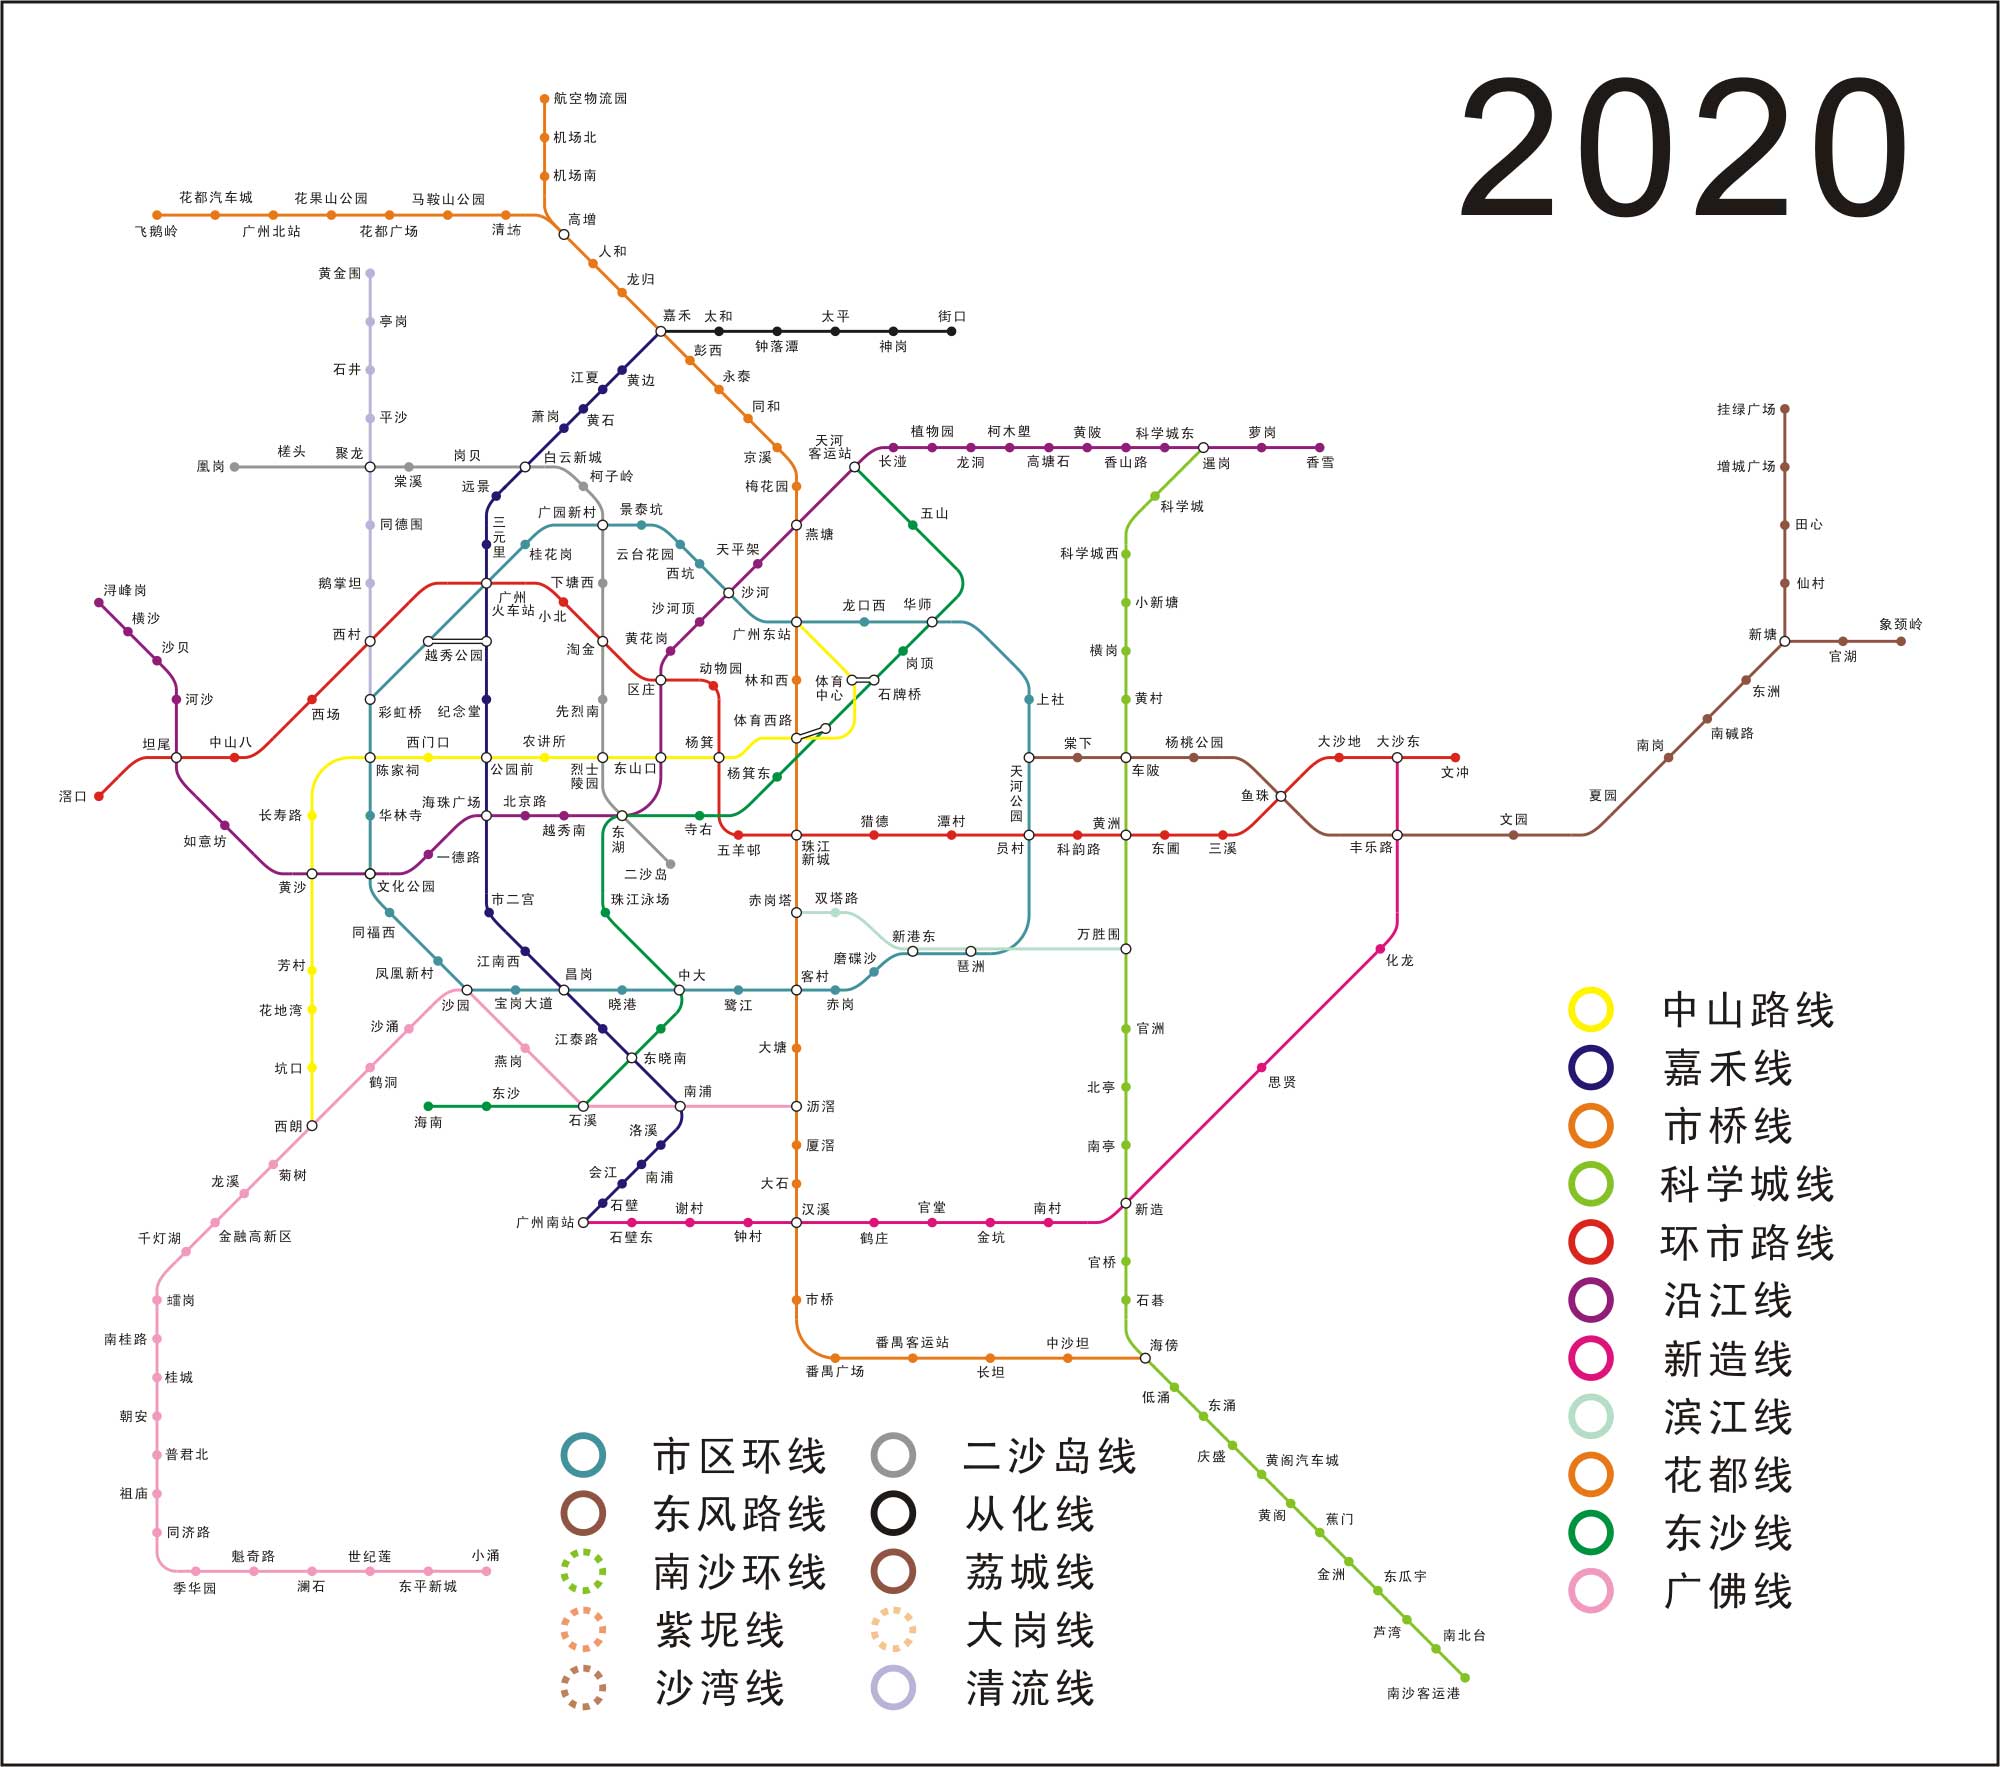 2020
航空物流园
机场北
机场南
花都汽车城
花果山公园
马鞍山公园
高增
飞鹅岭
广州北站
花都广场
清㘵
人和
黄金围
龙归
亭岗
嘉禾
太和
太平
街口
钟落潭
神岗
彭西
石井
江夏
黄边
永泰
平沙
萧岗
黄石
同和
挂绿广场
天河
客运站
植物园
柯木塱
黄陂
科学城东
萝岗
槎头
聚龙
岗贝
白云新城
京溪
长湴
龙洞
高塘石
香山路
暹岗
香雪
凰岗
棠溪
远景
柯子岭
梅花园
增城广场
同德围
三元里
广园新村
景泰坑
燕塘
五山
科学城
田心
桂花岗
云台花园
天平架
科学城西
西坑
鹅掌坦
下塘西
沙河
仙村
浔峰岗
横沙
沙贝
广州
火车站
小北
沙河顶
龙口西
华师
小新塘
西村
越秀公园
淘金
黄花岗
广州东站
新塘
象颈岭
横岗
官湖
动物园
岗顶
区庄
林和西
体育
中心
石牌桥
河沙
西场
彩虹桥
纪念堂
先烈南
上社
黄村
东洲
体育西路
南碱路
坦尾
中山八
西门口
农讲所
杨箕
棠下
杨桃公园
大沙地
大沙东
南岗
陈家祠
公园前
烈士
陵园
东山口
杨箕东
天河公园
车陂
文冲
滘口
鱼珠
夏园
长寿路
华林寺
海珠广场
北京路
越秀南
东湖
寺右
五羊邨
珠江
新城
猎德
潭村
员村
科韵路
黄洲
东圃
三溪
丰乐路
文园
如意坊
一德路
黄沙
文化公园
二沙岛
市二宫
珠江泳场
赤岗塔
双塔路
同福西
新港东
万胜围
江南西
磨碟沙
琶洲
化龙
芳村
凤凰新村
昌岗
中大
客村
沙园
宝岗大道
晓港
鹭江
赤岗
花地湾
沙涌
江泰路
官洲
中山路线
大塘
坑口
燕岗
东晓南
嘉禾线
鹤洞
东沙
南浦
北亭
思贤
海南
石溪
沥滘
市桥线
西朗
洛溪
厦滘
南亭
菊树
会江
南浦
大石
科学城线
龙溪
石壁
谢村
汉溪
官堂
南村
新造
千灯湖
金融高新区
广州南站
石壁东
钟村
鹤庄
金坑
环市路线
官桥
蠕岗
市桥
石碁
沿江线
南桂路
番禺客运站
中沙坦
海傍
新造线
桂城
番禺广场
长坦
朝安
低涌
东涌
滨江线
普君北
市区环线
二沙岛线
庆盛
黄阁汽车城
花都线
祖庙
东风路线
从化线
黄阁
蕉门
东沙线
同济路
魁奇路
世纪莲
小涌
南沙环线
荔城线
金洲
东瓜宇
广佛线
季华园
澜石
东平新城
紫坭线
大岗线
芦湾
南北台
沙湾线
清流线
南沙客运港